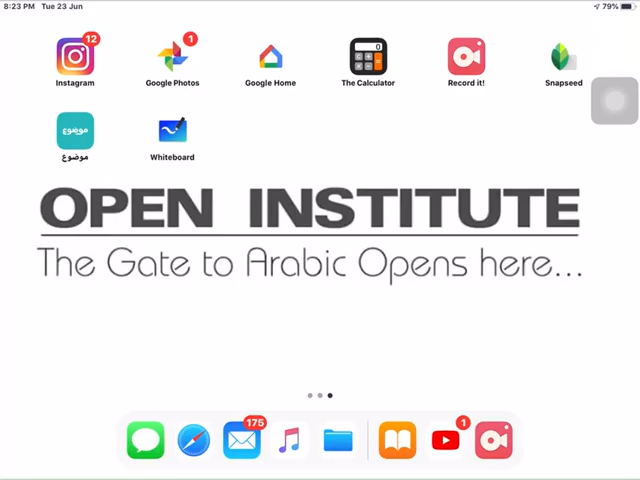 8:23 PM Tue 23 Jun 79%
12 1
Instagram Google Photos Google Home The Calculator Record it! Snapseed
0
موضوع
موضوع Whiteboard
OPEN INSTITUTE
The Gate to Arabic Opens here...
175 1